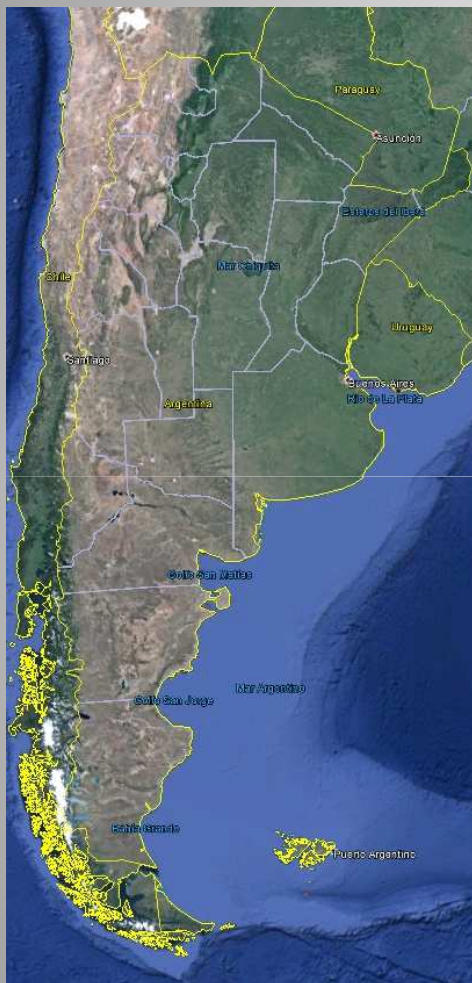 Paraguay
Asunción
Esteros del Iberá
Mar Chiquita
Chile
Uruguay
Santiago
Buenos Aires
Río de La Plata
Argentina
Golfo San Matías
Mar Argentino
Golfo San Jorge
Bahía Grande
Puerto Argentino